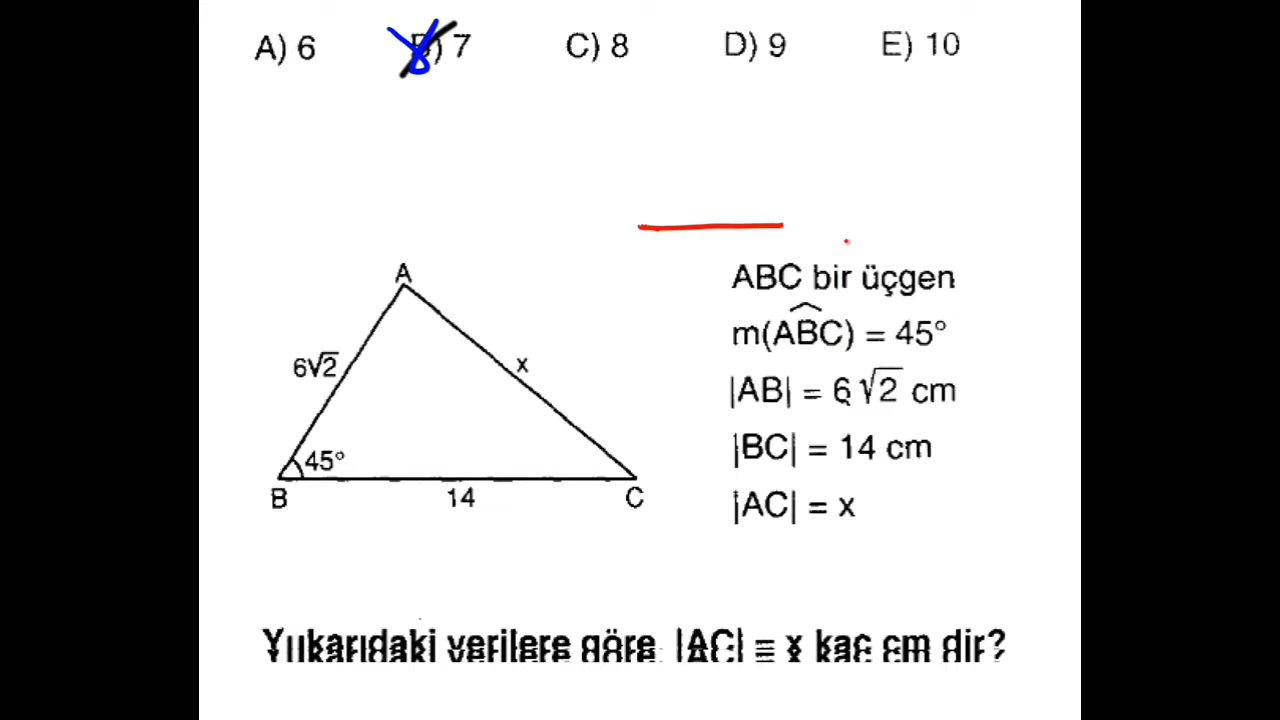 A) 6 B) 7 C) 8 D) 9 E) 10
A
6√2
x
45°
B
14
C
ABC bir üçgen
m(ABC) = 45°
|AB| = 6√2 cm
|BC| = 14 cm
|AC| = x
Yukarıdaki verilere göre, |AC| = x kaç cm dir?